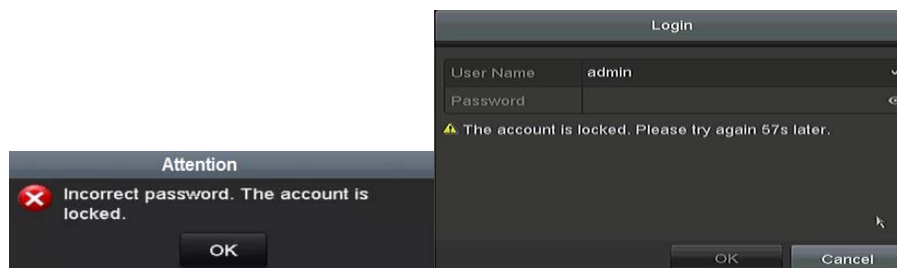 Attention
Incorrect password. The account is
locked.
OK
Login
User Name admin
Password
The account is locked. Please try again 57s later.
OK Cancel